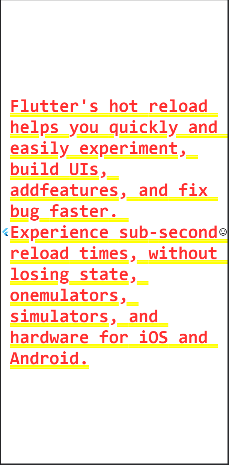 Flutter's hot reload
helps you quickly and
easily experiment,
build UIs,
addfeatures, and fix
bug faster.
Experience sub-second
reload times, without
losing state,
onemulators,
simulators, and
hardware for iOS and
Android.